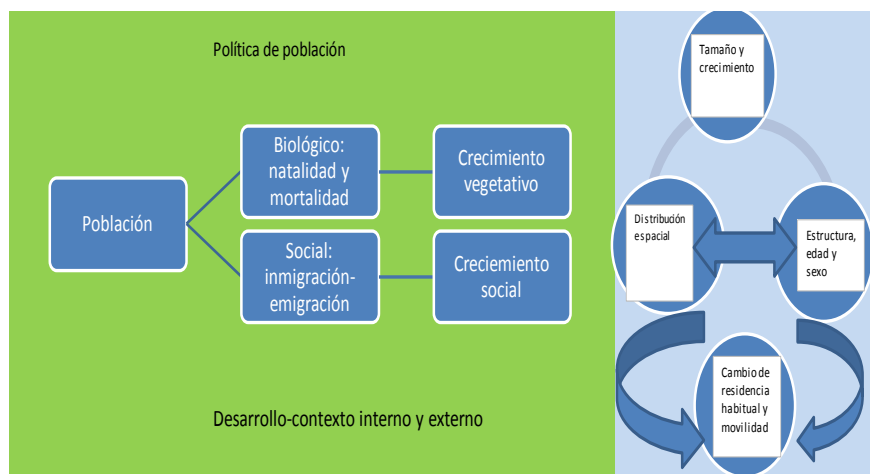 Política de población
Población
Biológico:
natalidad y
mortalidad
Crecimiento
vegetativo
Social:
inmigración-
emigración
Creciemiento
social
Desarrollo-contexto interno y externo
Tamaño y
crecimiento
Distribución
espacial
Estructura,
edad y
sexo
Cambio de
residencia
habitual y
movilidad